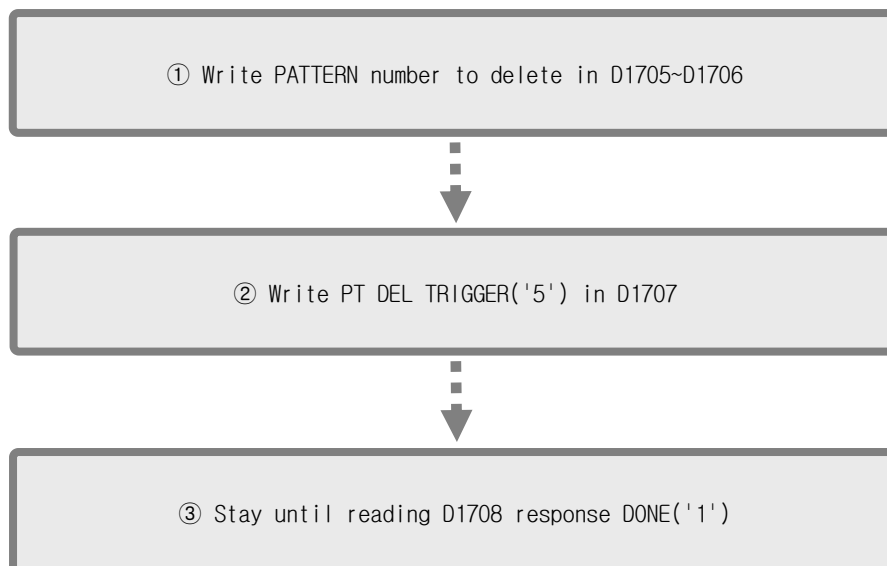 ① Write PATTERN number to delete in D1705~D1706
② Write PT DEL TRIGGER('5') in D1707
③ Stay until reading D1708 response DONE('1')